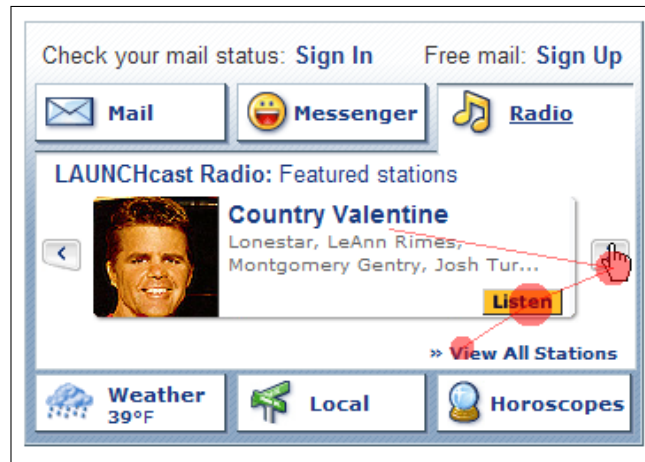 Check your mail status: Sign In Free mail: Sign Up
Mail Messenger Radio
LAUNCHcast Radio: Featured stations
Country Valentine
Lonestar, LeAnn Rimes,
Montgomery Gentry, Josh Tur...
Listen
» View All Stations
Weather
39°F
Local
Horoscopes